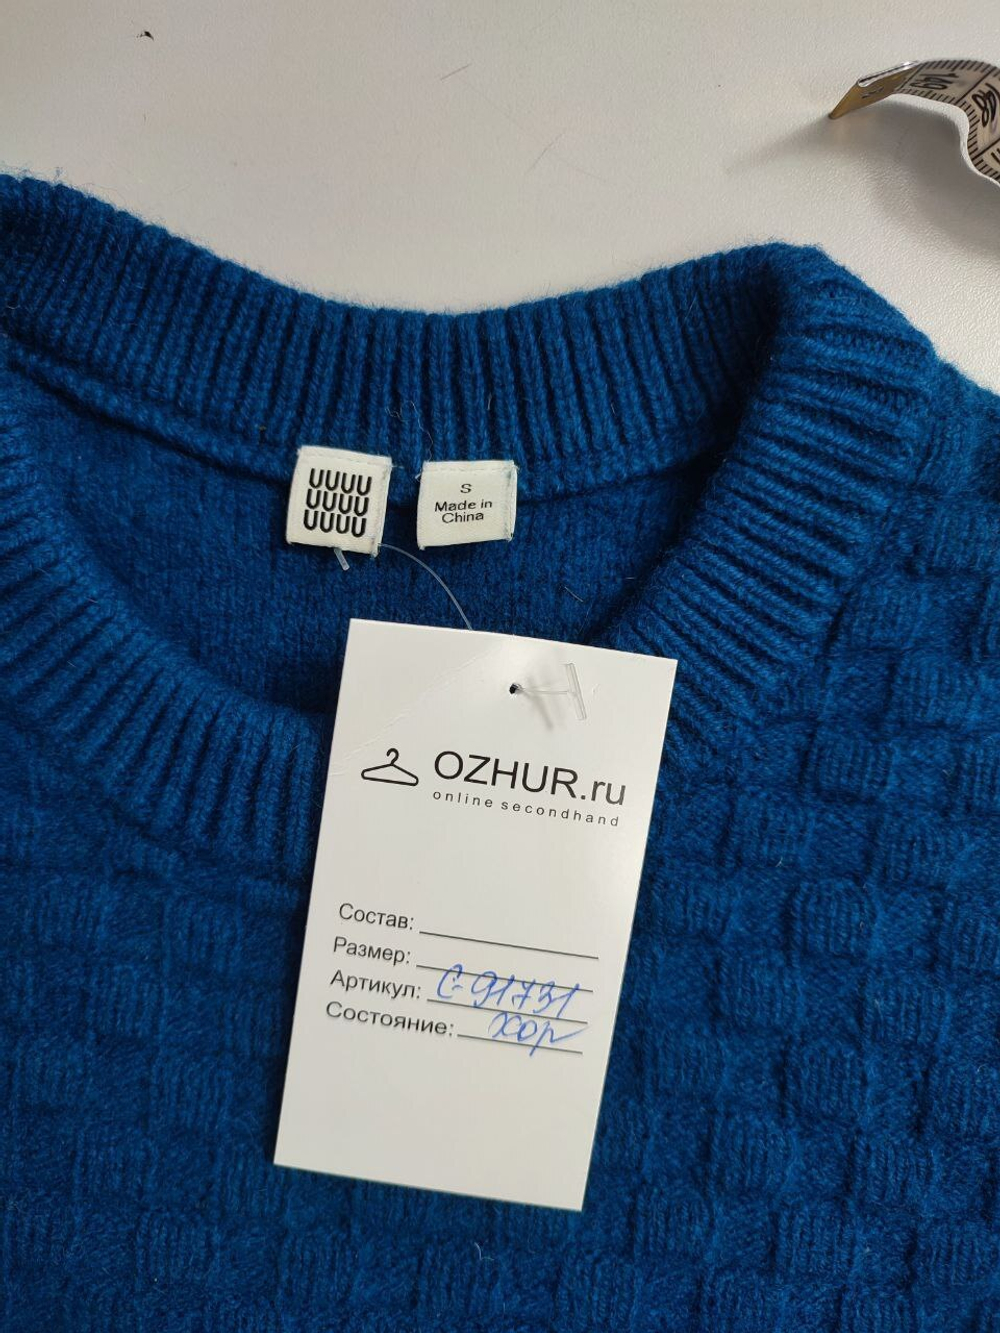 UUUU
UUUU
UUUU
S
Made in
China
OZHUR.ru
online secondhand
Состав:
Размер:
Артикул: С-91731
Состояние: хор